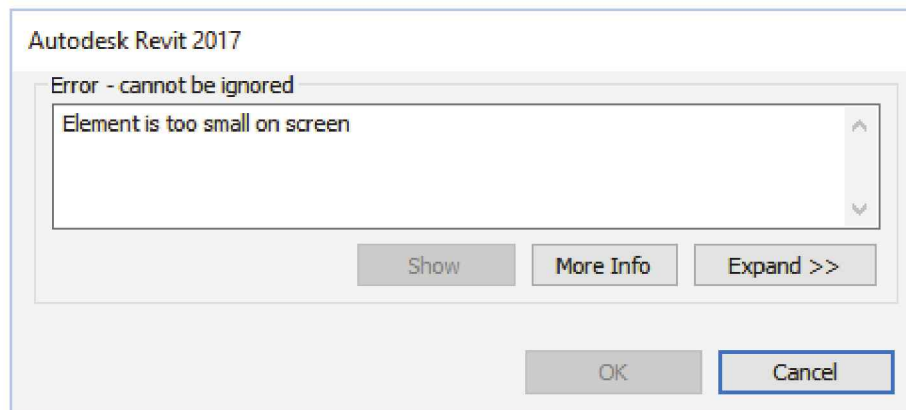 Autodesk Revit 2017
Error - cannot be ignored
Element is too small on screen
Show
More Info
Expand >>
OK
Cancel